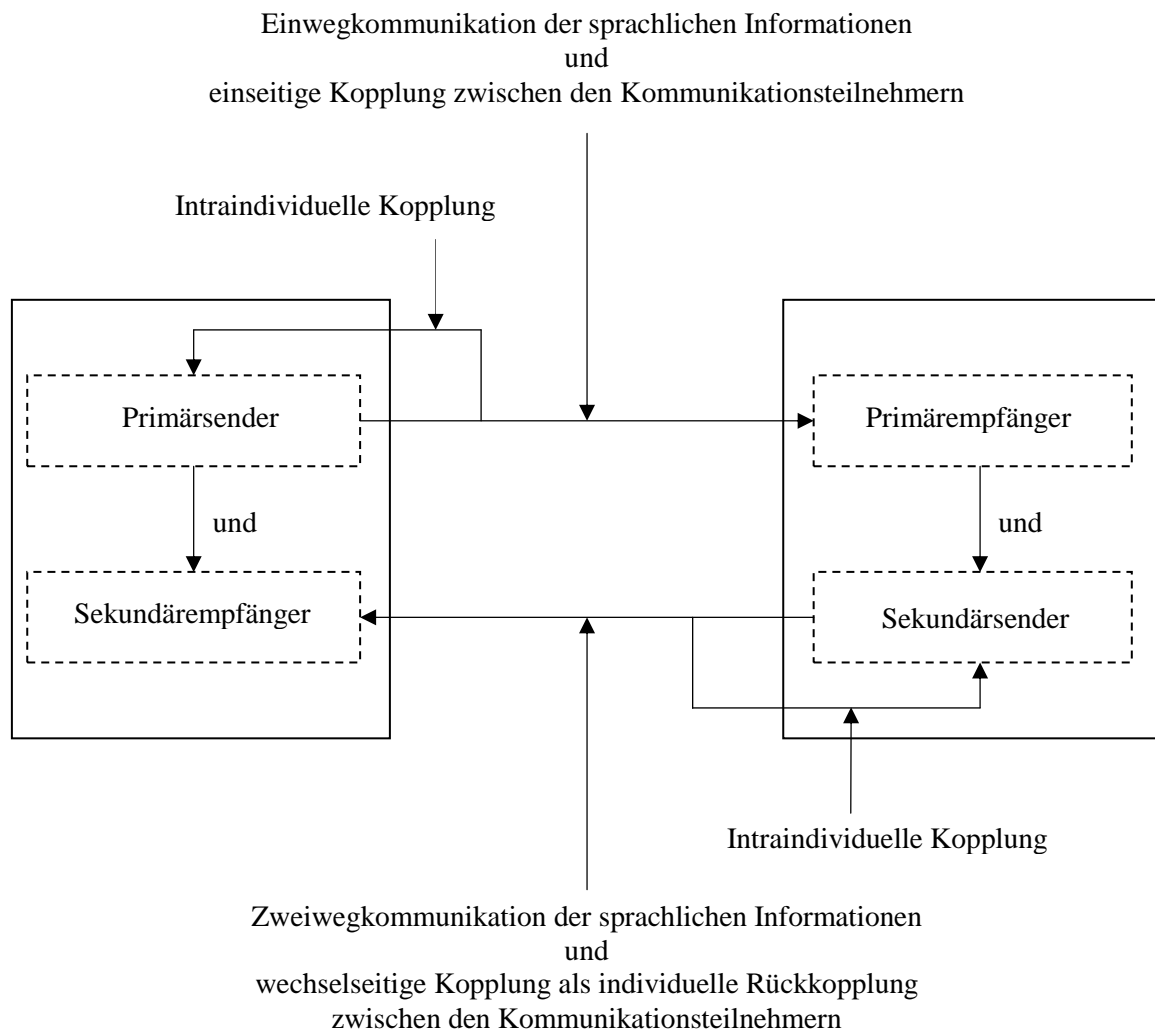 Einwegkommunikation der sprachlichen Informationen
und
einseitige Kopplung zwischen den Kommunikationsteilnehmern
Intraindividuelle Kopplung
Primärsender
Primärempfänger
und
und
Sekundärempfänger
Sekundärsender
Intraindividuelle Kopplung
Zweiwegkommunikation der sprachlichen Informationen
und
wechselseitige Kopplung als individuelle Rückkopplung
zwischen den Kommunikationsteilnehmern